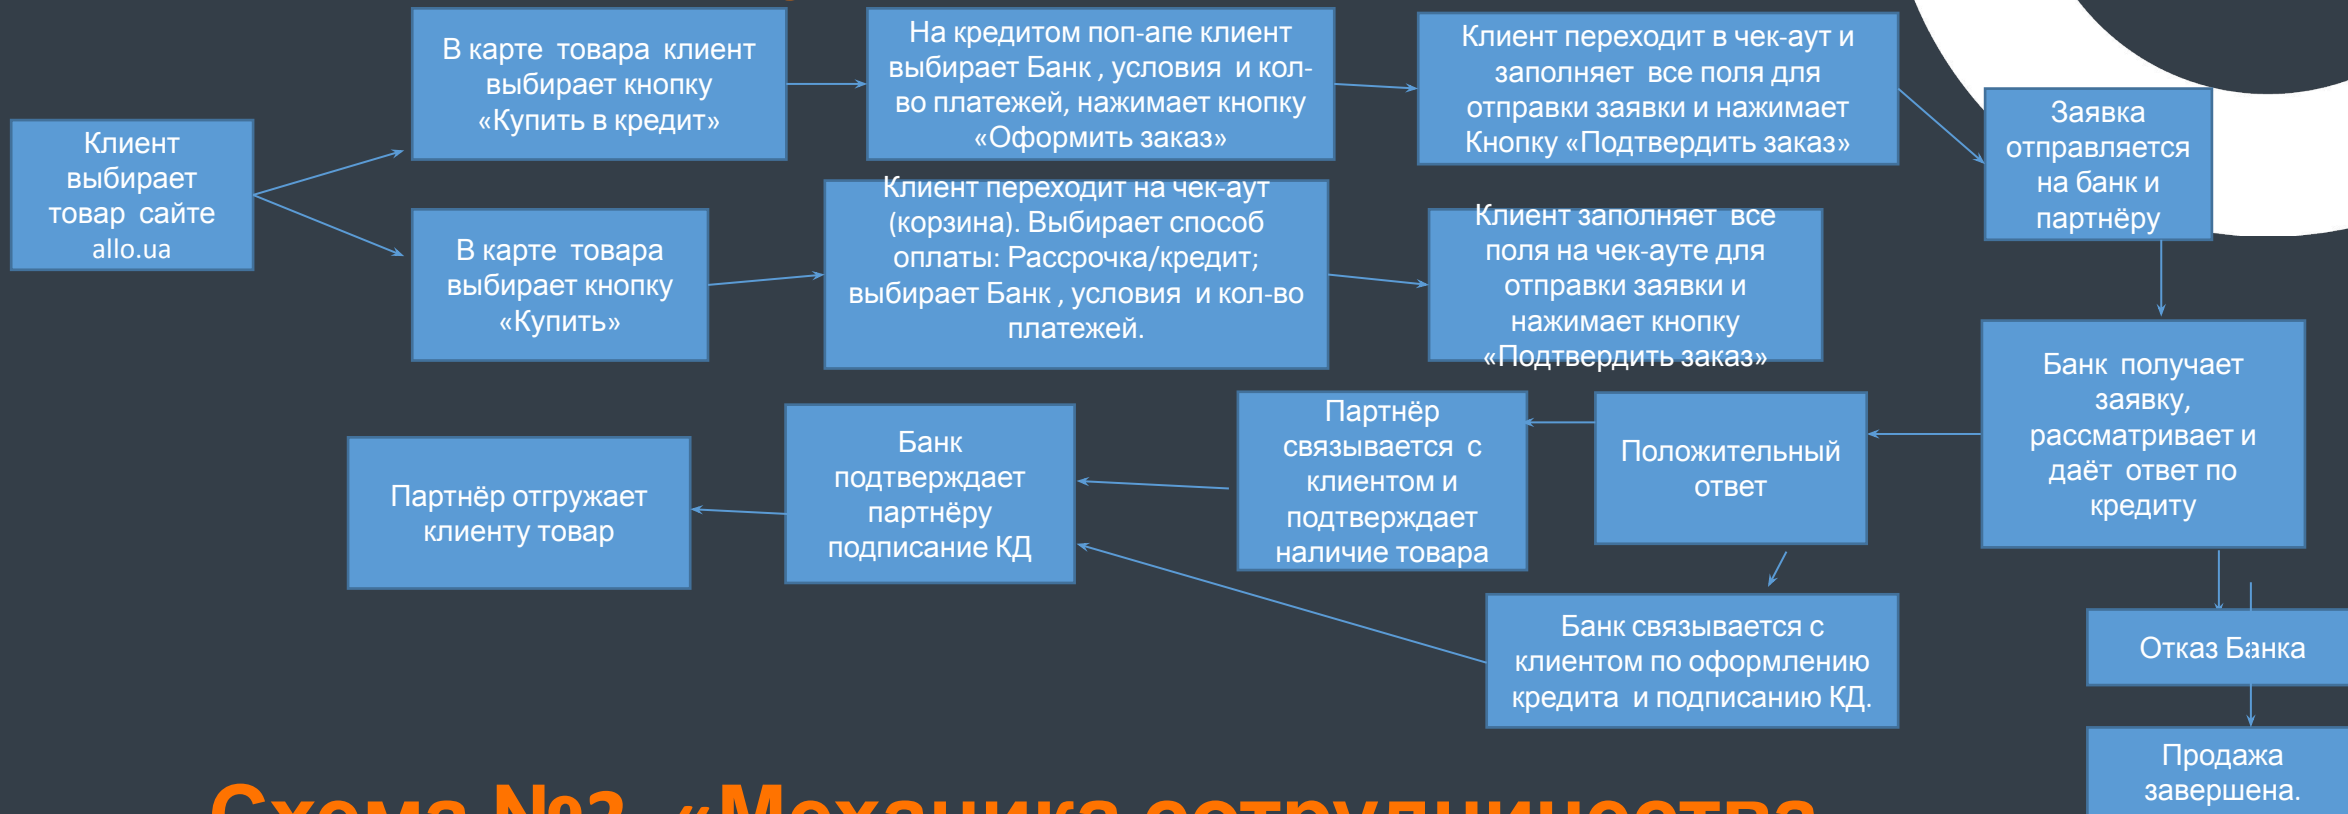 Клиент
выбирает
товар сайте
allo.ua
В карте товара клиент
выбирает кнопку
«Купить в кредит»
На кредитом поп-апе клиент
выбирает Банк , условия и кол-
во платежей, нажимает кнопку
«Оформить заказ»
Клиент переходит в чек-аут и
заполняет все поля для
отправки заявки и нажимает
Кнопку «Подтвердить заказ»
Заявка
отправляется
на банк и
партнёру
В карте товара
выбирает кнопку
«Купить»
Клиент переходит на чек-аут
(корзина). Выбирает способ
оплаты: Рассрочка/кредит;
выбирает Банк , условия и кол-во
платежей.
Клиент заполняет все
поля на чек-ауте для
отправки заявки и
нажимает кнопку
«Подтвердить заказ»
Банк получает
заявку,
рассматривает и
даёт ответ по
кредиту
Положительный
ответ
Партнёр
связывается с
клиентом и
подтверждает
наличие товара
Банк
подтверждает
партнёру
подписание КД
Партнёр отгружает
клиенту товар
Банк связывается с
клиентом по оформлению
кредита и подписанию КД.
Отказ Банка
Продажа
завершена.
Схема №2 «Механика сотрудничества